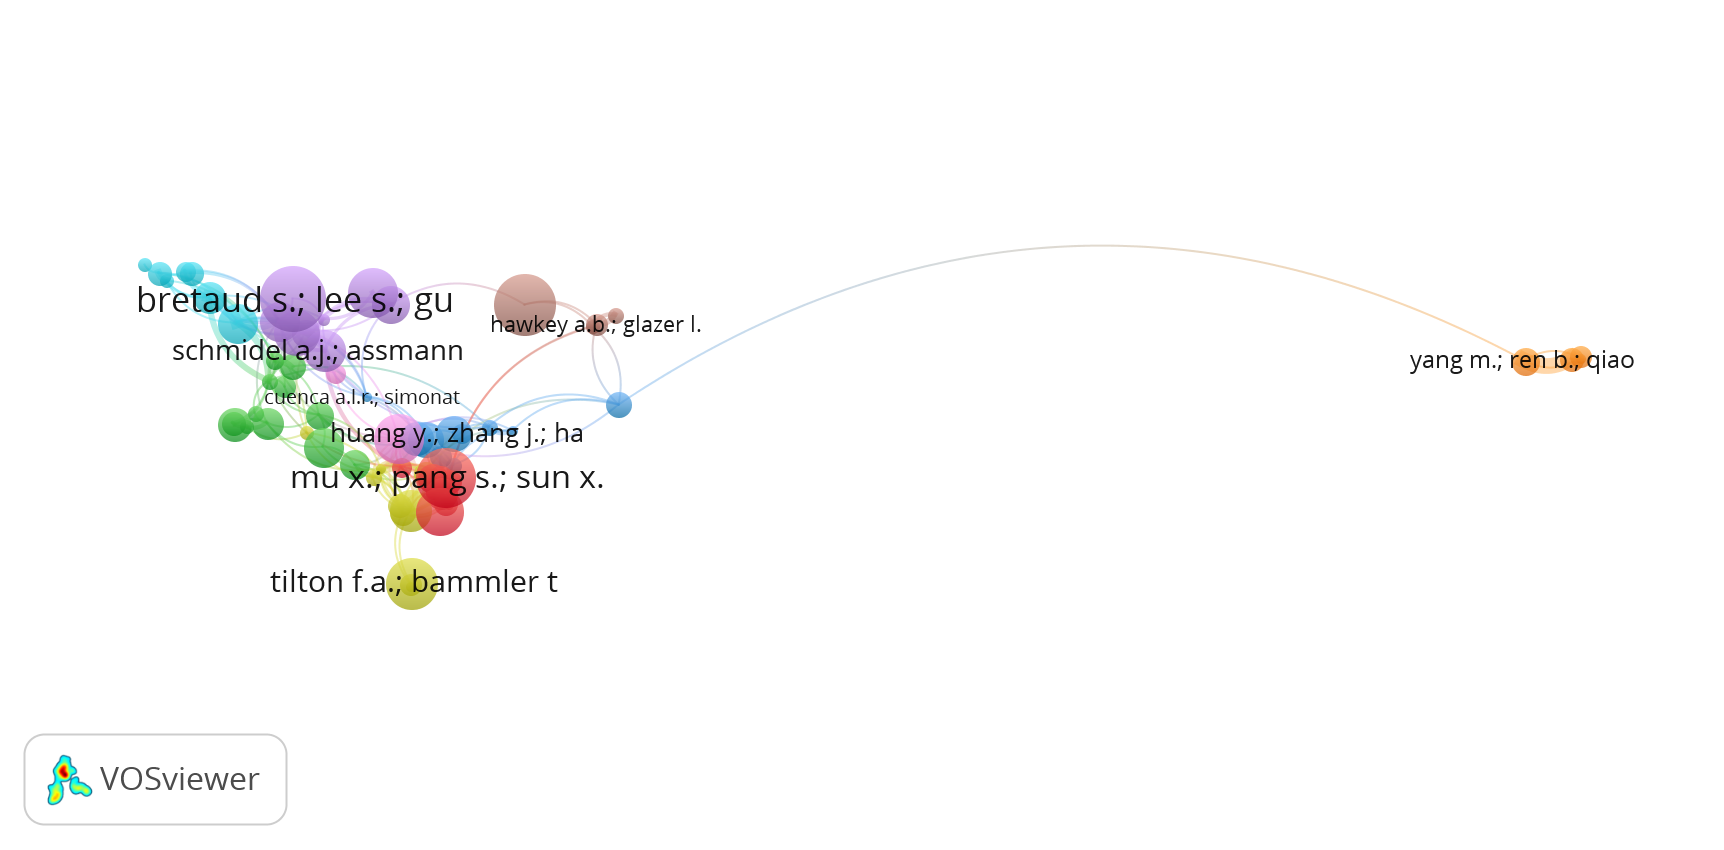 bretaud s.; lee s.; gu
hawkey a.b.; glazer l.
schmidel a.j.; assmann
yang m.; ren b.; qiao
cuenca a.l.r.; simonat
huang y.; zhang j.; ha
mu x.; pang s.; sun x.
tilton f.a.; bammler t
VOSviewer